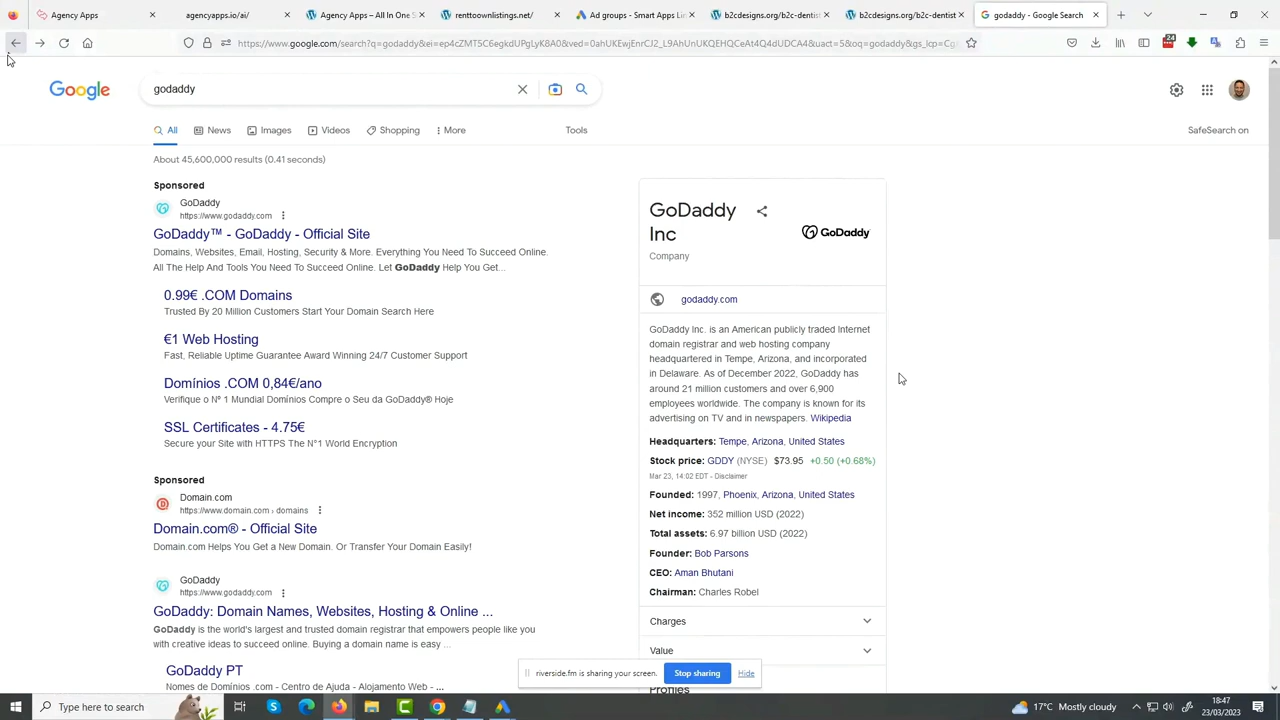 Agency Apps
apps.io/ai/
Agency Apps – All In One S
renttownlistings.net/
Ad groups - Smart Apps Li
b2cdesigns.org/b2c-dentist
b2cdesigns.org/b2c-dentist
godaddy - Google Search
24
Google
godaddy
All
News
Images
Videos
Shopping
More
Tools
SafeSearch on
About 45,600,000 results (0.41 seconds)
Sponsored
GoDaddy
https://www.godaddy.com
GoDaddy™ - GoDaddy - Official Site
Domains, Websites, Email, Hosting, Security & More. Everything You Need To Succeed Online.
All The Help And Tools You Need To Succeed Online. Let GoDaddy Help You Get...
0.99€ .COM Domains
Trusted By 20 Million Customers Start Your Domain Search Here
€1 Web Hosting
Fast, Reliable Uptime Guarantee Award Winning 24/7 Customer Support
Domínios .COM 0,84€/ano
Verifique o Nº 1 Mundial Domínios Compre o Seu da GoDaddy® Hoje
SSL Certificates - 4.75€
Secure your Site with HTTPS The N°1 World Encryption
Sponsored
Domain.com
https://www.domain.com › domains
Domain.com® - Official Site
Domain.com Helps You Get a New Domain. Or Transfer Your Domain Easily!
GoDaddy
https://www.godaddy.com
GoDaddy: Domain Names, Websites, Hosting & Online ...
GoDaddy is the world's largest and trusted domain registrar that empowers people like you
with creative ideas to succeed online. Buying a domain name is easy ...
GoDaddy PT
Nomes de Domínios .com - Centro de Ajuda - Alojamento Web - ...
GoDaddy
Inc
Company
GoDaddy
godaddy.com
GoDaddy Inc. is an American publicly traded Internet
domain registrar and web hosting company
headquartered in Tempe, Arizona, and incorporated
in Delaware. As of December 2022, GoDaddy has
around 21 million customers and over 6,900
employees worldwide. The company is known for its
advertising on TV and in newspapers. Wikipedia
Headquarters: Tempe, Arizona, United States
Stock price: GDDY (NYSE) $73.95 +0.50 (+0.68%)
Mar 23, 14:02 EDT - Disclaimer
Founded: 1997, Phoenix, Arizona, United States
Net income: 352 million USD (2022)
Total assets: 6.97 billion USD (2022)
Founder: Bob Parsons
CEO: Aman Bhutani
Chairman: Charles Robel
Charges
Value
Profiles
riverside.fm is sharing your screen.
Stop sharing
Hide
Type here to search
17°C Mostly cloudy
18:47
23/03/2023